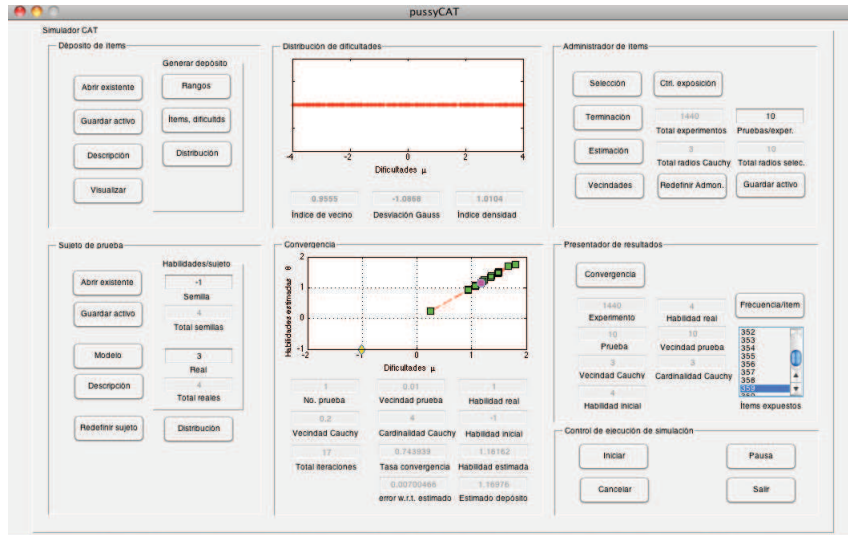 pussyCAT
Simulador CAT
Depósito de ítems
Generar depósito
Abrir existente
Rangos
Guardar activo
Ítems, dificultds
Descripción
Distribución
Visualizar
Distribución de dificultades
-4 -2 0 2 4
Dificultades μ
0.9555 -1.0898 1.0104
Índice de vecino Desviación Gauss Índice densidad
Administrador de ítems
Selección Ctrl. exposición
Terminación 1440 10
Total experimentos Pruebas/exper.
Estimación 3 10
Total radios Cauchy Total radios selec.
Vecindades Redefinir Admon. Guardar activo
Sujeto de prueba
Habilidades/sujeto
Abrir existente -1
Semilla
Guardar activo 4
Total semillas
Modelo 3
Real
Descripción 4
Total reales
Redefinir sujeto Distribución
Convergencia
Habilidades estimadas θ
2
1
0
-1
-2 -1 0 1 2
Dificultades μ
1 0.01 1
No. prueba Vecindad prueba Habilidad real
0.2 4 -1
Vecindad Cauchy Cardinalidad Cauchy Habilidad inicial
17 0.743939 1.16162
Total iteraciones Tasa convergencia Habilidad estimada
0.00700466 1.16976
error w.r.t. estimado Estimado depósito
Presentador de resultados
Convergencia
1440 4 Frecuencia/ítem
Experimento Habilidad real
10 10
Prueba Vecindad prueba
3 3
Vecindad Cauchy Cardinalidad Cauchy
4
Habilidad inicial
352
353
354
355
356
357
358
359
Ítems expuestos
Control de ejecución de simulación
Iniciar Pausa
Cancelar Salir